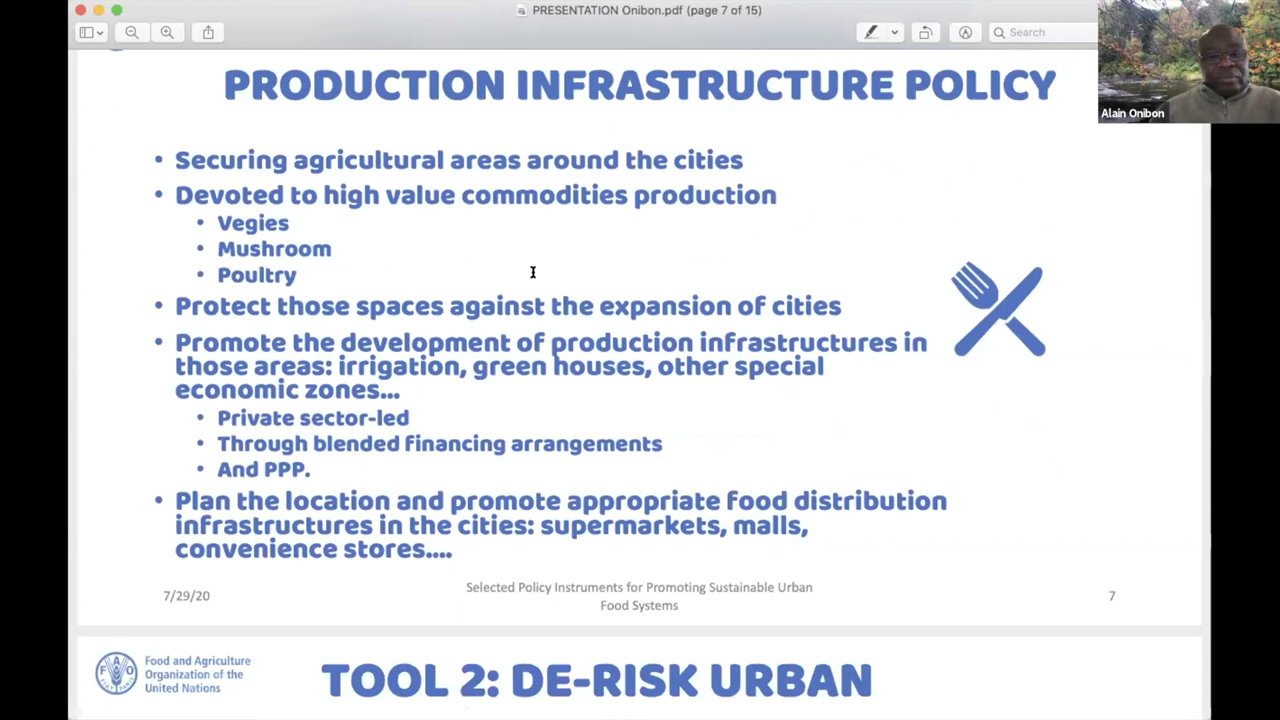 PRESENTATION Onibon.pdf (page 7 of 15)
Search
Alain Onibon
PRODUCTION INFRASTRUCTURE POLICY
• Securing agricultural areas around the cities
• Devoted to high value commodities production
• Vegies
• Mushroom
• Poultry
• Protect those spaces against the expansion of cities
• Promote the development of production infrastructures in
those areas: irrigation, green houses, other special
economic zones...
• Private sector-led
• Through blended financing arrangements
• And PPP.
• Plan the location and promote appropriate food distribution
infrastructures in the cities: supermarkets, malls,
convenience stores....
7/29/20
Selected Policy Instruments for Promoting Sustainable Urban
Food Systems
7
FAO
Food and Agriculture
Organization of the
United Nations
TOOL 2: DE-RISK URBAN